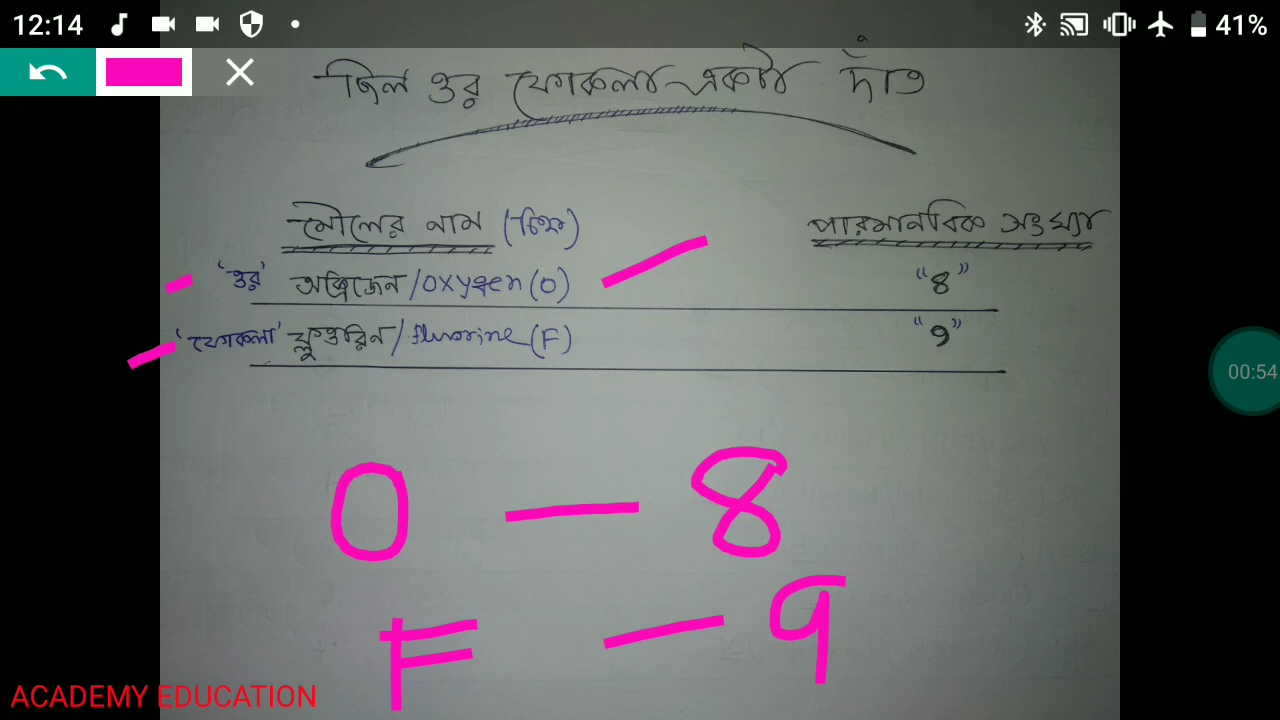 12:14
41%
ছিল ওর ফোকলা একটা দাঁত
মৌলের নাম (চিহ্ন)
পারমানবিক সংখ্যা
'ওর' অক্সিজেন / Oxygen (O) "8"
'ফোকলা' ফ্লুওরিন / fluorine (F) "9"
00:54
O — 8
F — 9
ACADEMY EDUCATION